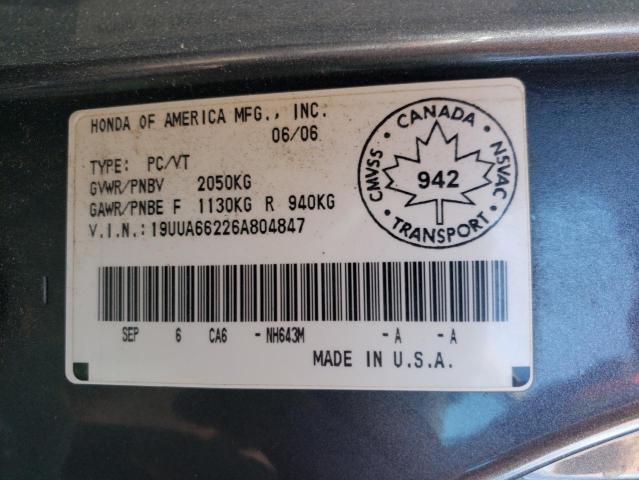 HONDA OF AMERICA MFG., INC.
06/06
TYPE: PC/VT
GVWR/PNBV 2050KG
GAWR/PNBE F 1130KG R 940KG
V.I.N.: 19UUA66226A804847
CANADA
CMVSS
NSVAC
942
TRANSPORT
SEP 6 CA6 - NH643M - A - A
MADE IN U.S.A.